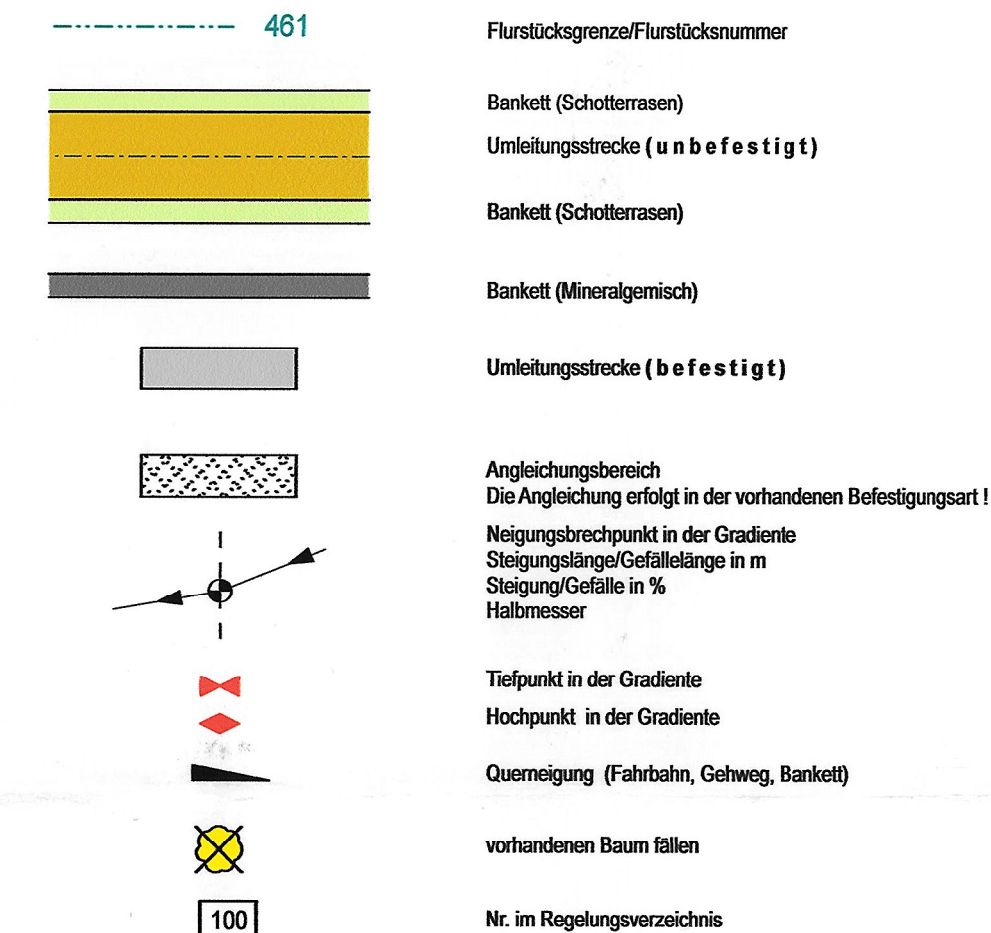 461 Flurstücksgrenze/Flurstücksnummer
Bankett (Schotterrasen)
Umleitungsstrecke (unbefestigt)
Bankett (Schotterrasen)
Bankett (Mineralgemisch)
Umleitungsstrecke (befestigt)
Angleichungsbereich
Die Angleichung erfolgt in der vorhandenen Befestigungsart !
Neigungsbrechpunkt in der Gradiente
Steigungslänge/Gefällelänge in m
Steigung/Gefälle in %
Halbmesser
Tiefpunkt in der Gradiente
Hochpunkt in der Gradiente
Querneigung (Fahrbahn, Gehweg, Bankett)
vorhandenen Baum fällen
100 Nr. im Regelungsverzeichnis